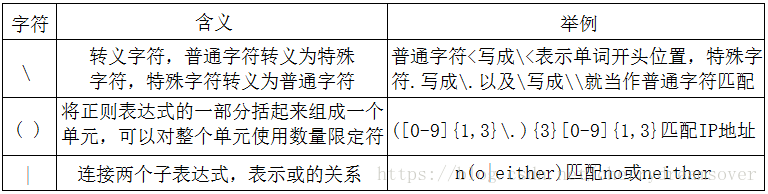 字符 含义 举例
\ 转义字符，普通字符转义为特殊 普通字符<写成\<表示单词开头位置，特殊字
字符，特殊字符转义为普通字符 符.写成\.以及\写成\\就当作普通字符匹配
( ) 将正则表达式的一部分括起来组成一个 ([0-9]{1,3}\.){3}[0-9]{1,3}匹配IP地址
单元，可以对整个单元使用数量限定符
| 连接两个子表达式，表示或的关系 n(o|either)匹配no或neither